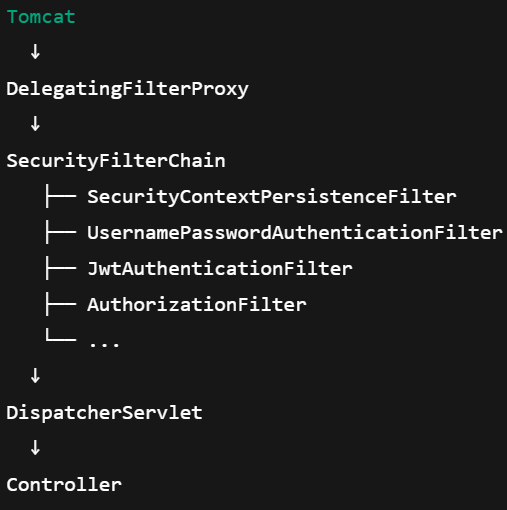 Tomcat
↓
DelegatingFilterProxy
↓
SecurityFilterChain
├── SecurityContextPersistenceFilter
├── UsernamePasswordAuthenticationFilter
├── JwtAuthenticationFilter
├── AuthorizationFilter
└── ...
↓
DispatcherServlet
↓
Controller